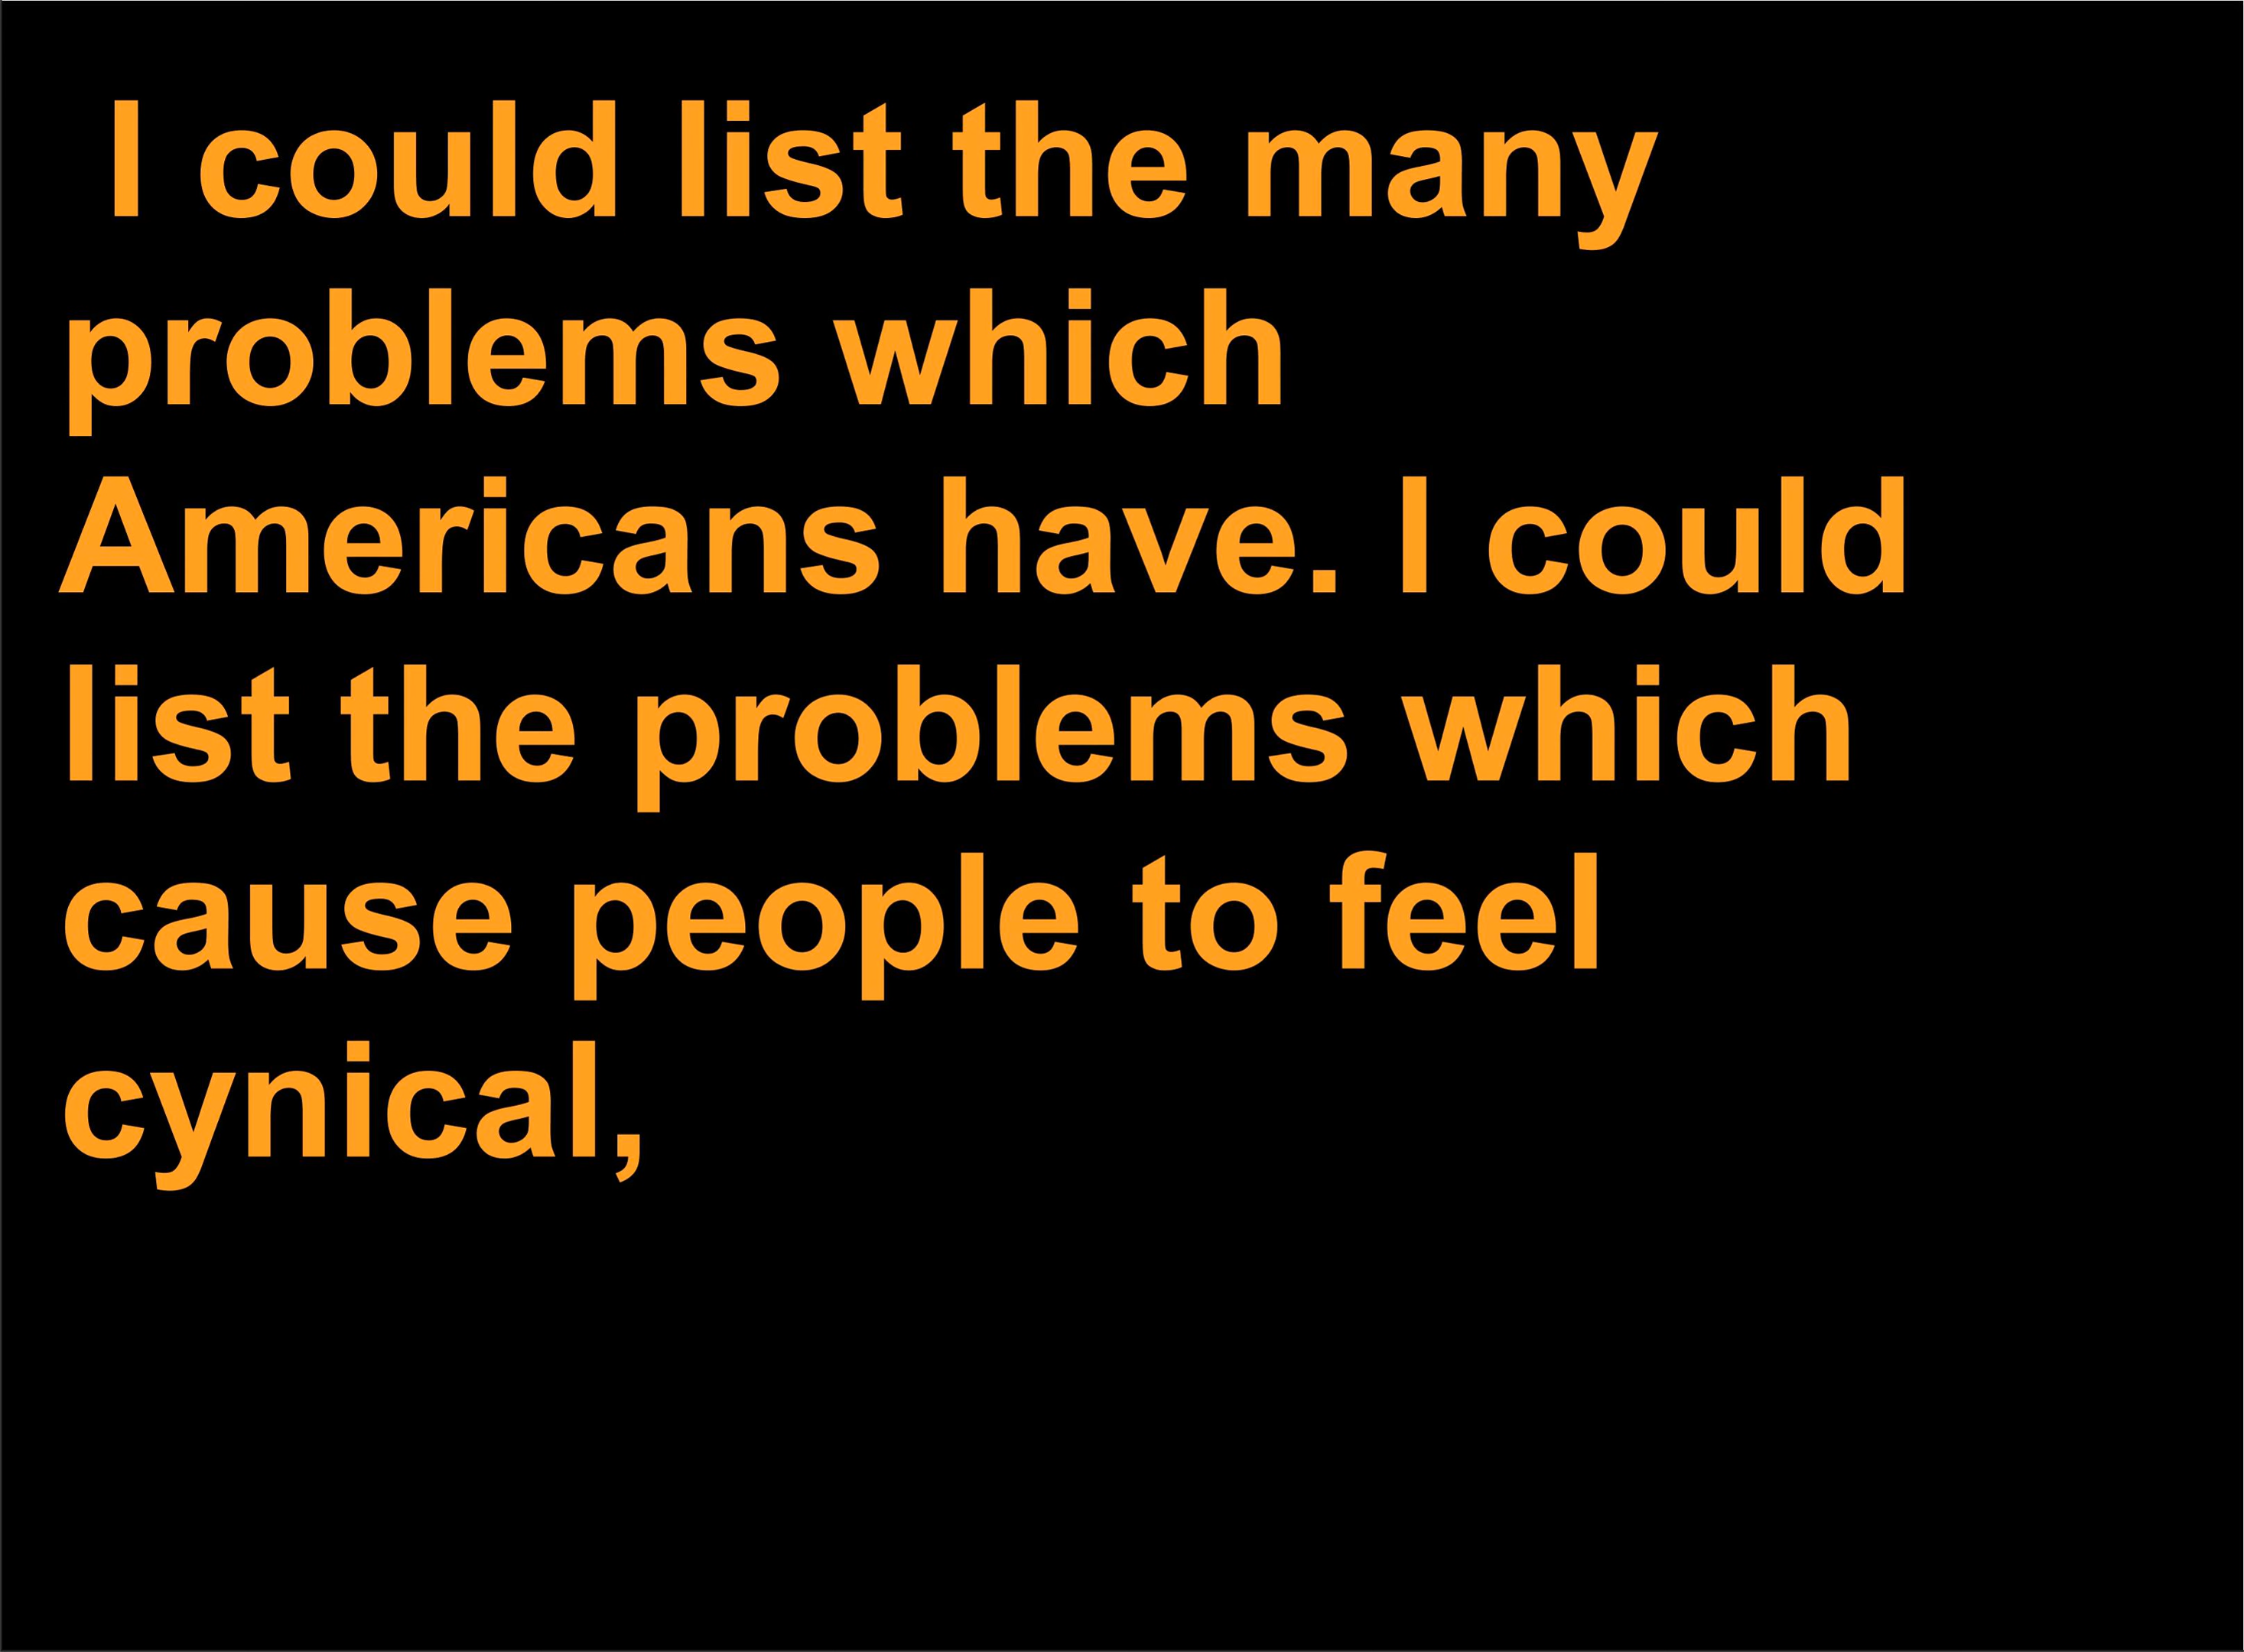 I could list the many
problems which
Americans have. I could
list the problems which
cause people to feel
cynical,